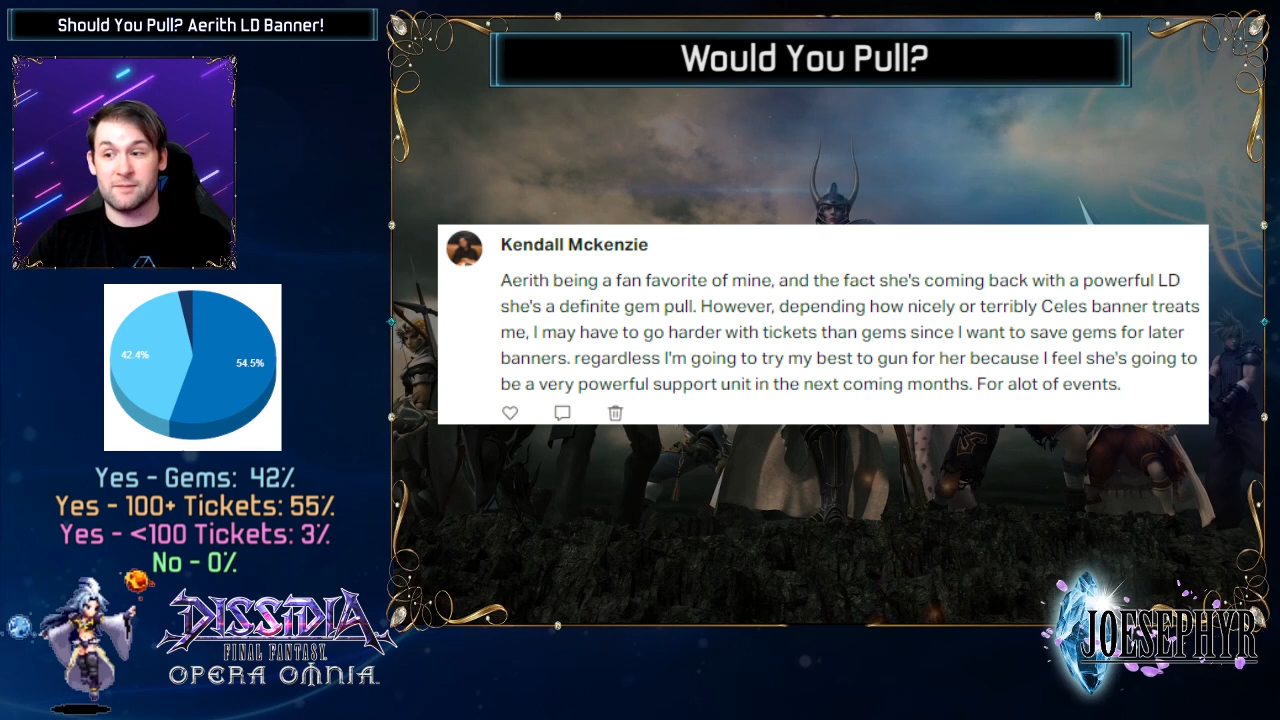 Should You Pull? Aerith LD Banner!
Would You Pull?
Kendall Mckenzie
Aerith being a fan favorite of mine, and the fact she's coming back with a powerful LD
she's a definite gem pull. However, depending how nicely or terribly Celes banner treats
me, I may have to go harder with tickets than gems since I want to save gems for later
banners. regardless I'm going to try my best to gun for her because I feel she's going to
be a very powerful support unit in the next coming months. For alot of events.
42.4%
54.5%
Yes - Gems: 42%
Yes - 100+ Tickets: 55%
Yes - <100 Tickets: 3%
No - 0%
DISSIDIA
FINAL FANTASY
OPERA OMNIA
JOESEPHYR